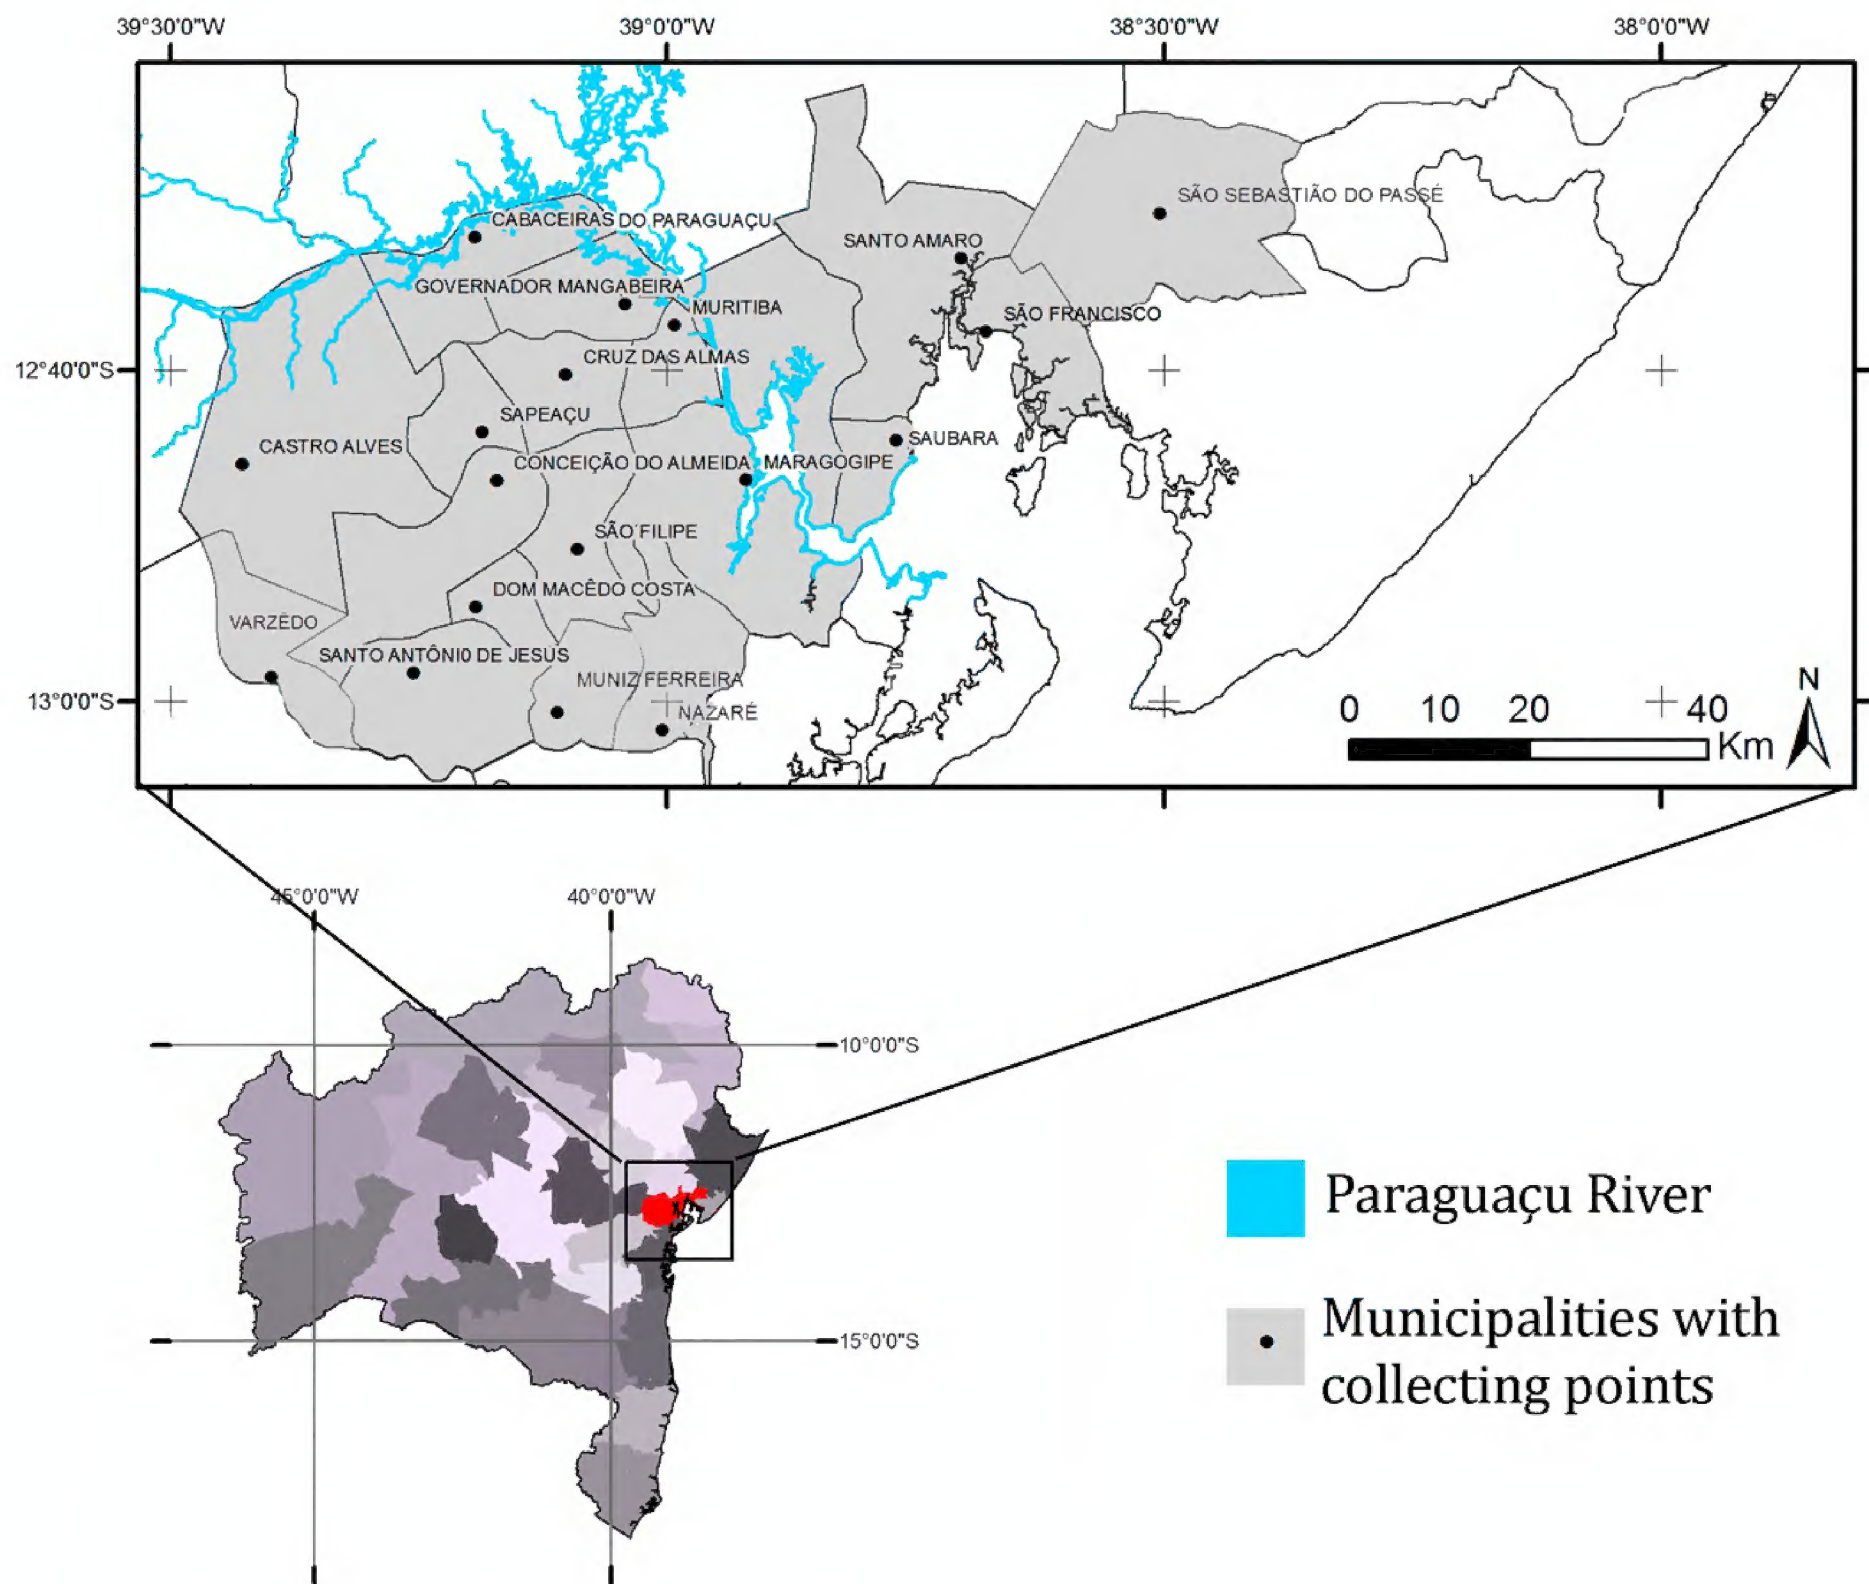 39°30'0"W 39°0'0"W 38°30'0"W 38°0'0"W
SÃO SEBASTIÃO DO PASSÉ
CABACEIRAS DO PARAGUAÇU
SANTO AMARO
GOVERNADOR MANGABEIRA
MURITIBA
SÃO FRANCISCO
CRUZ DAS ALMAS
12°40'0"S
SAPEAÇU
CASTRO ALVES
SAUBARA
CONCEIÇÃO DO ALMEIDA
MARAGOGIPE
SÃO FILIPE
DOM MACÊDO COSTA
VARZÊDO
SANTO ANTÔNI0 DE JESUS
MUNIZ FERREIRA
NAZARÉ
13°0'0"S
N
0 10 20 40
Km
45°0'0"W 40°0'0"W
10°0'0"S
15°0'0"S
Paraguaçu River
Municipalities with
collecting points